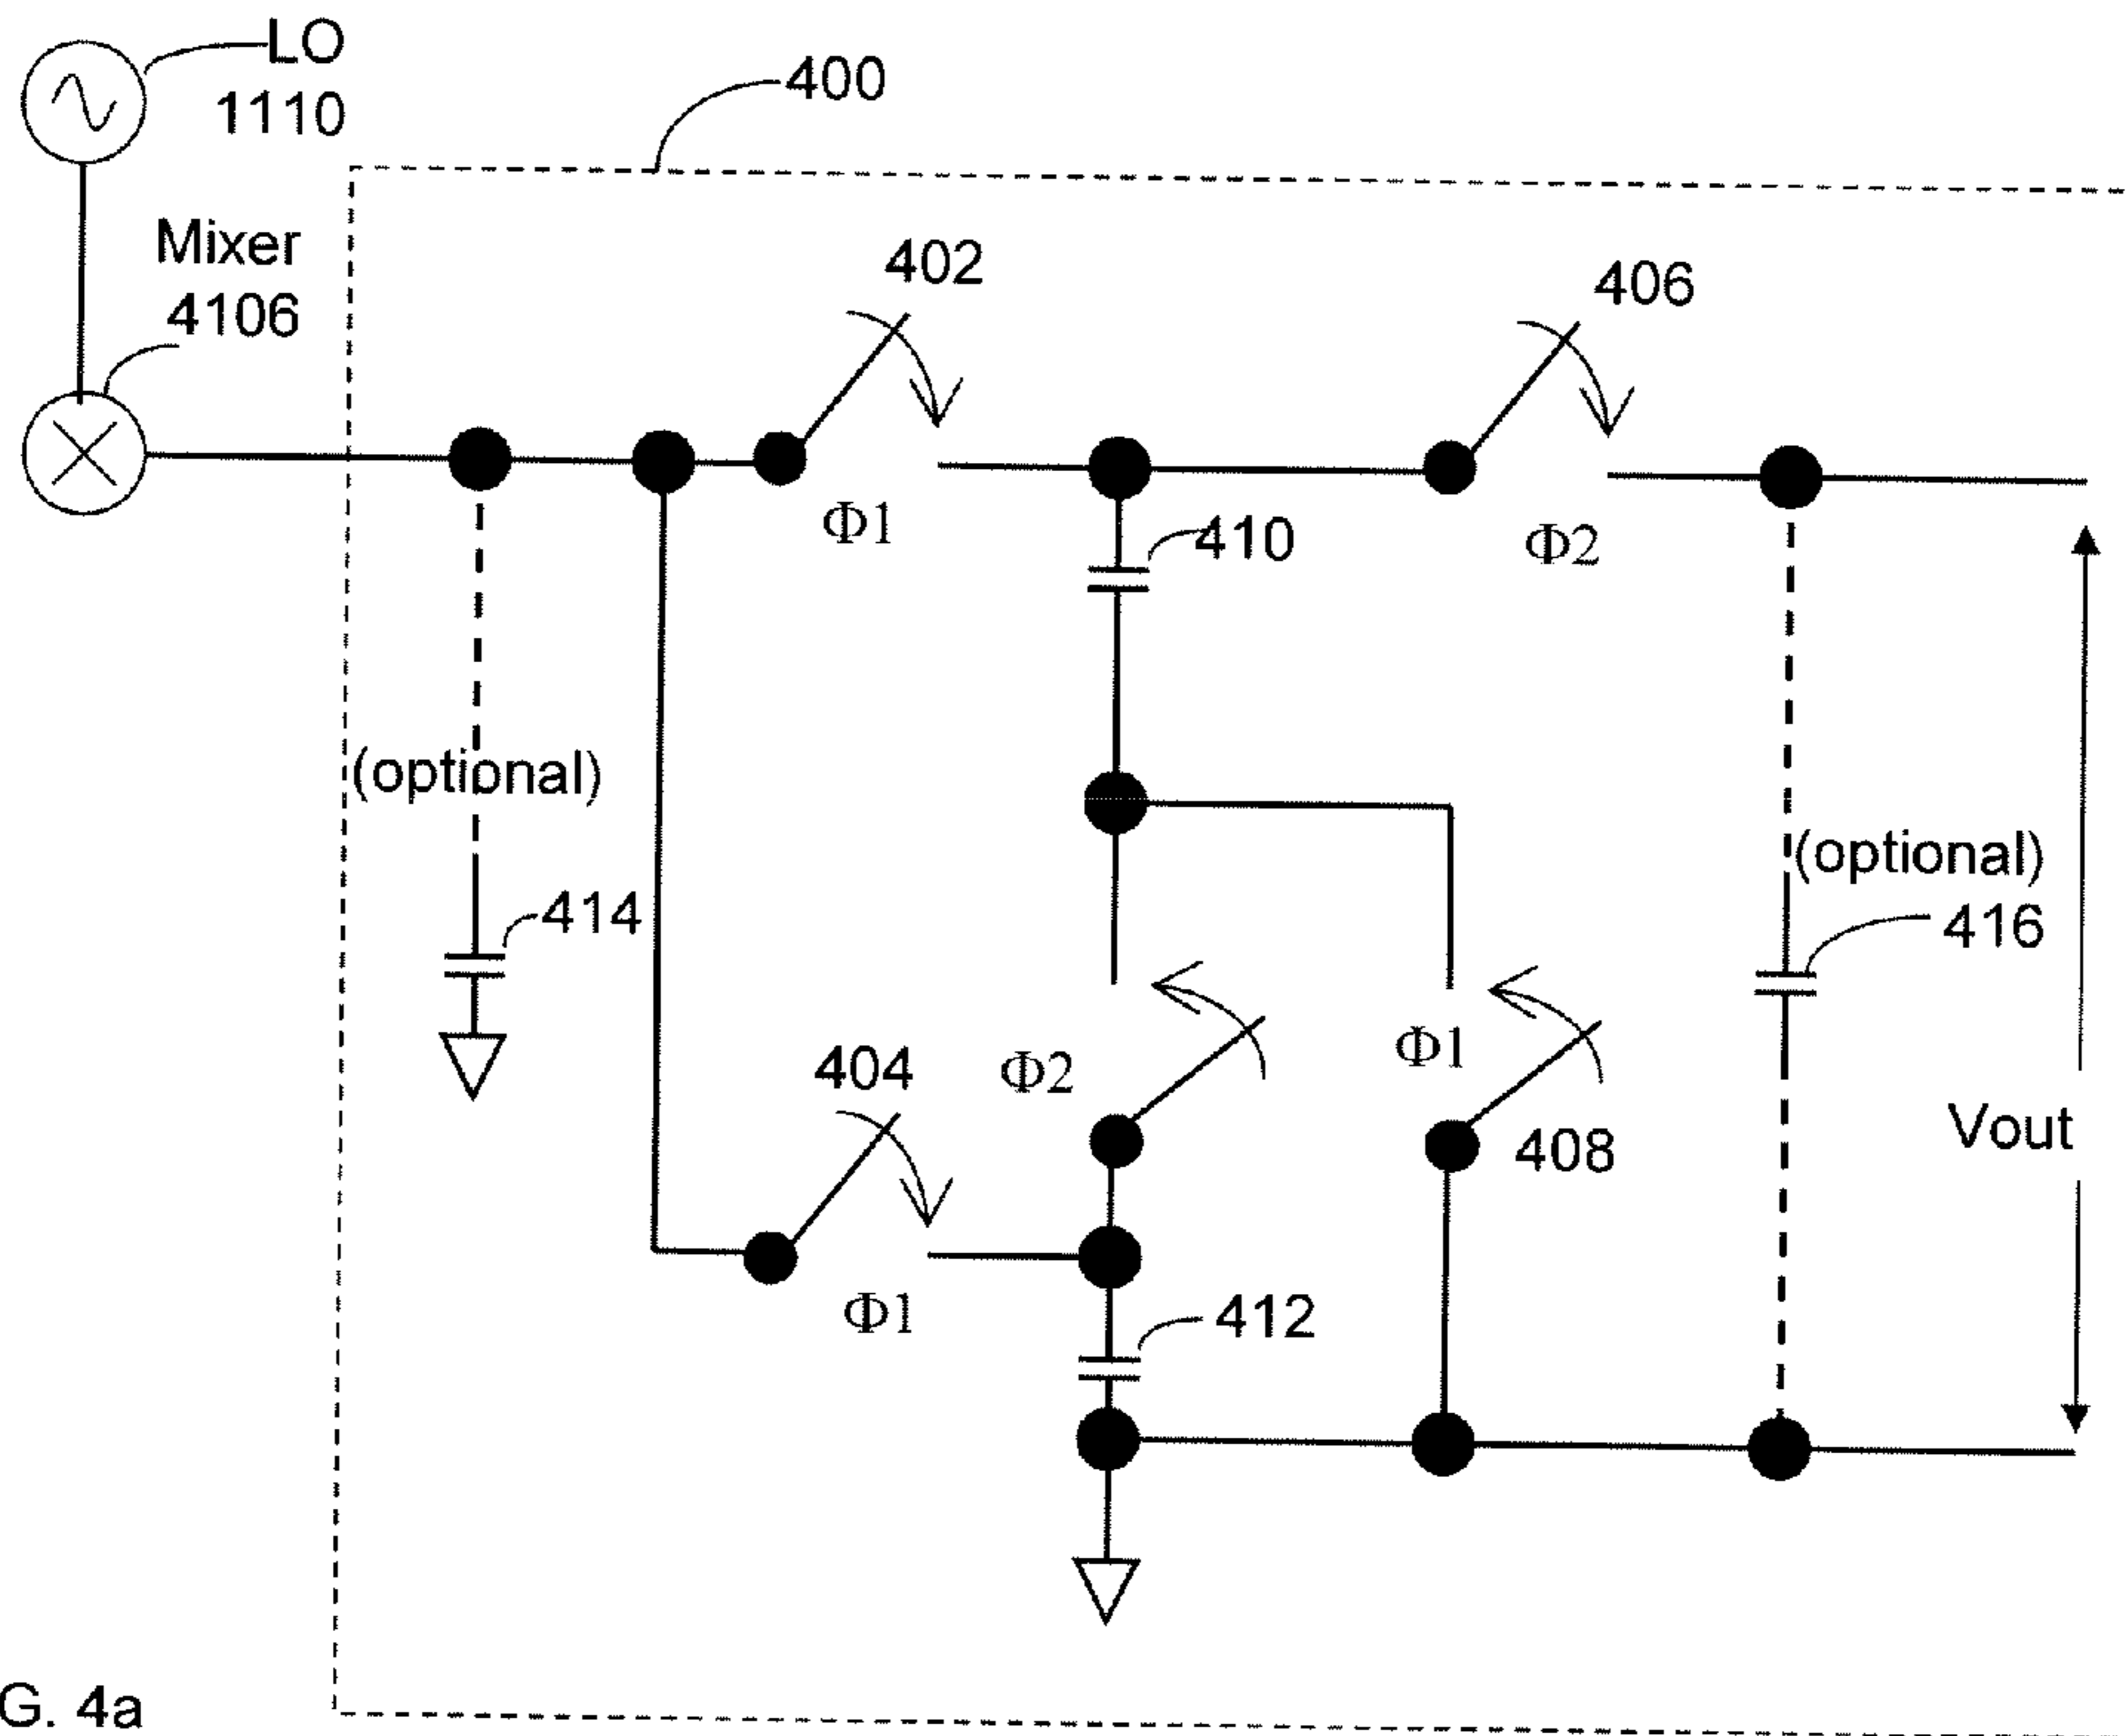 LO
1110
400
Mixer
4106
402
406
Φ1
410
Φ2
(optional)
414
(optional)
416
404
Φ2
Φ1
408
Vout
Φ1
412
G. 4a